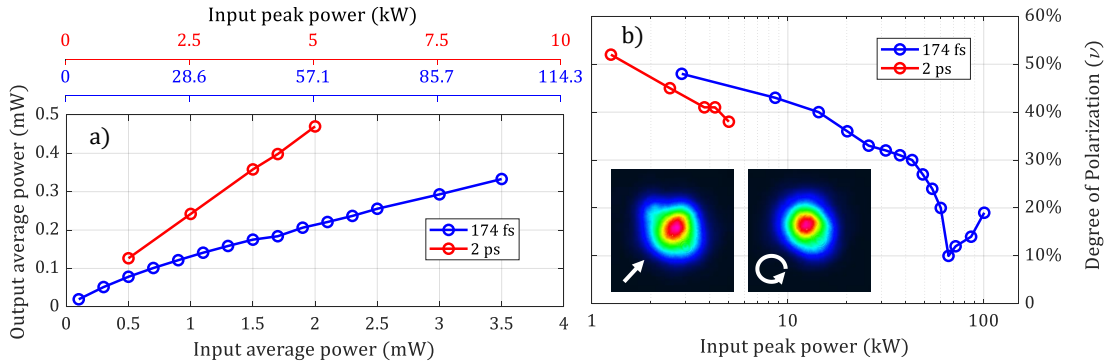 Input peak power (kW)
0 2.5 5 7.5 10
0 28.6 57.1 85.7 114.3
Output average power (mW)
0.5
0.4
0.3
0.2
0.1
0
a)
174 fs
2 ps
0 0.5 1 1.5 2 2.5 3 3.5 4
Input average power (mW)
b)
174 fs
2 ps
60%
50%
40%
30%
20%
10%
0
Degree of Polarization (ν)
1 10 100
Input peak power (kW)